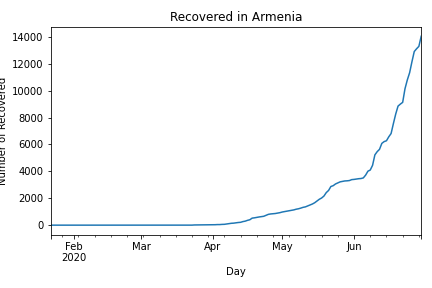 Recovered in Armenia
Number of Recovered
14000
12000
10000
8000
6000
4000
2000
0
Feb
2020
Mar
Apr
May
Jun
Day